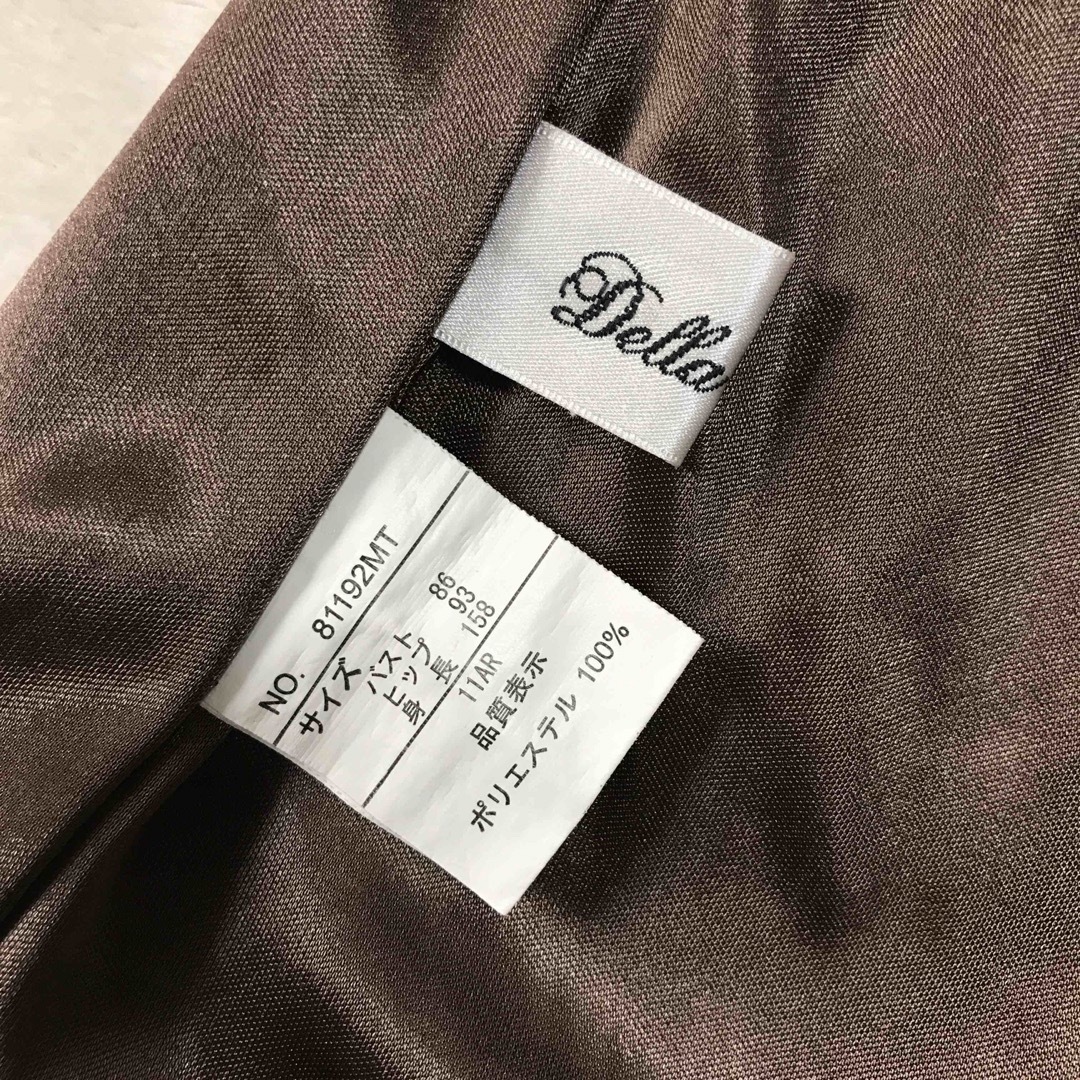 Della
NO. 81192MT
サイズ
バスト 86
ヒップ 93
身長 158
11AR
品質表示
ポリエステル 100%